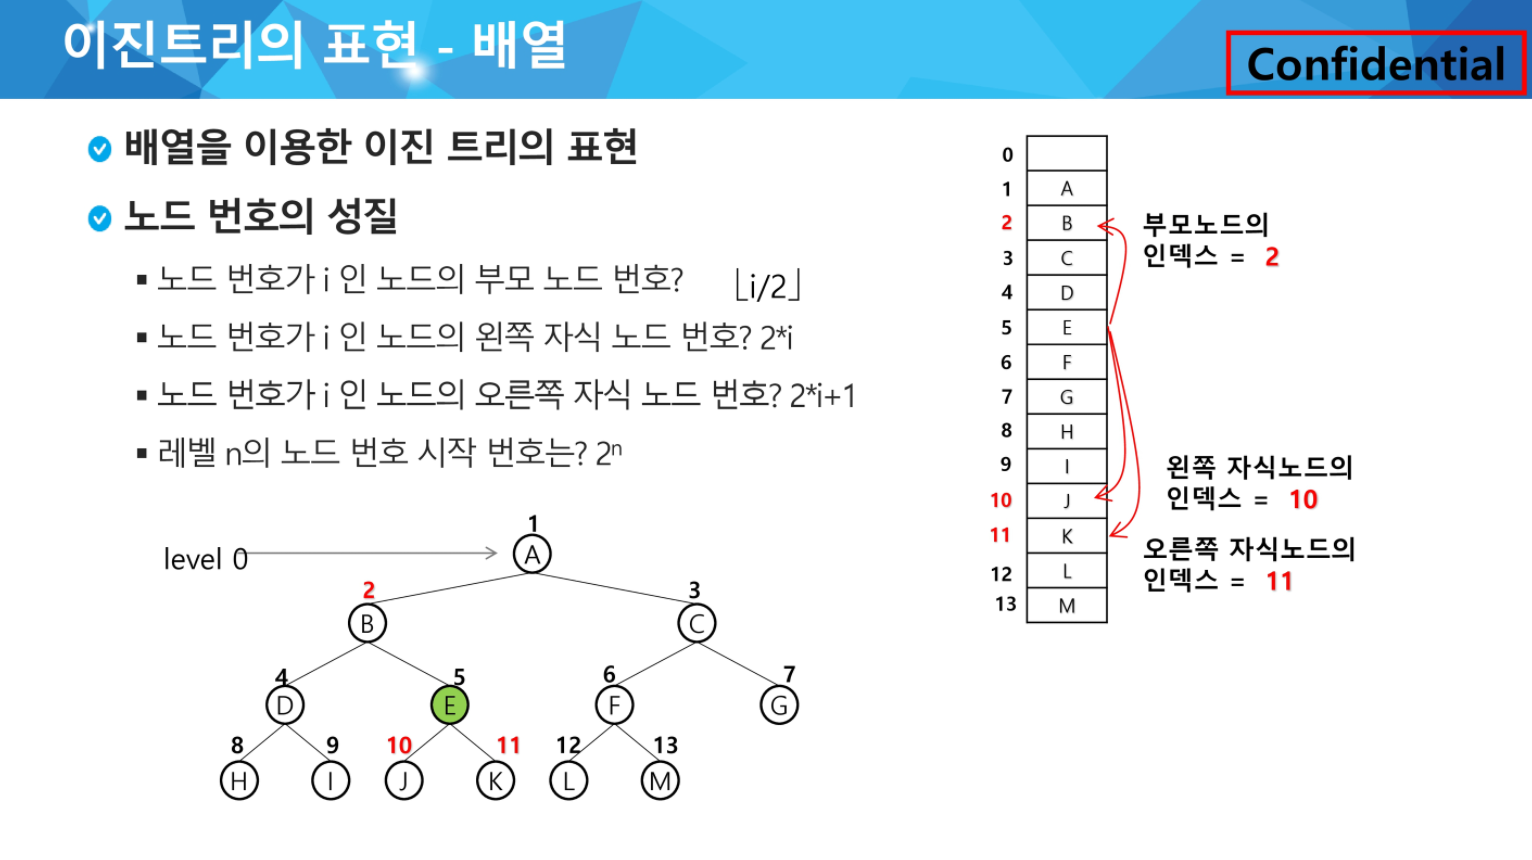 이진트리의 표현 - 배열
Confidential
배열을 이용한 이진 트리의 표현
노드 번호의 성질
▪ 노드 번호가 i 인 노드의 부모 노드 번호? ⌊i/2⌋
▪ 노드 번호가 i 인 노드의 왼쪽 자식 노드 번호? 2*i
▪ 노드 번호가 i 인 노드의 오른쪽 자식 노드 번호? 2*i+1
▪ 레벨 n의 노드 번호 시작 번호는? 2ⁿ
level 0
1
A
2 3
B C
4 5 6 7
D E F G
8 9 10 11 12 13
H I J K L M
0
1 A
2 B
3 C
4 D
5 E
6 F
7 G
8 H
9 I
10 J
11 K
12 L
13 M
부모노드의
인덱스 = 2
왼쪽 자식노드의
인덱스 = 10
오른쪽 자식노드의
인덱스 = 11